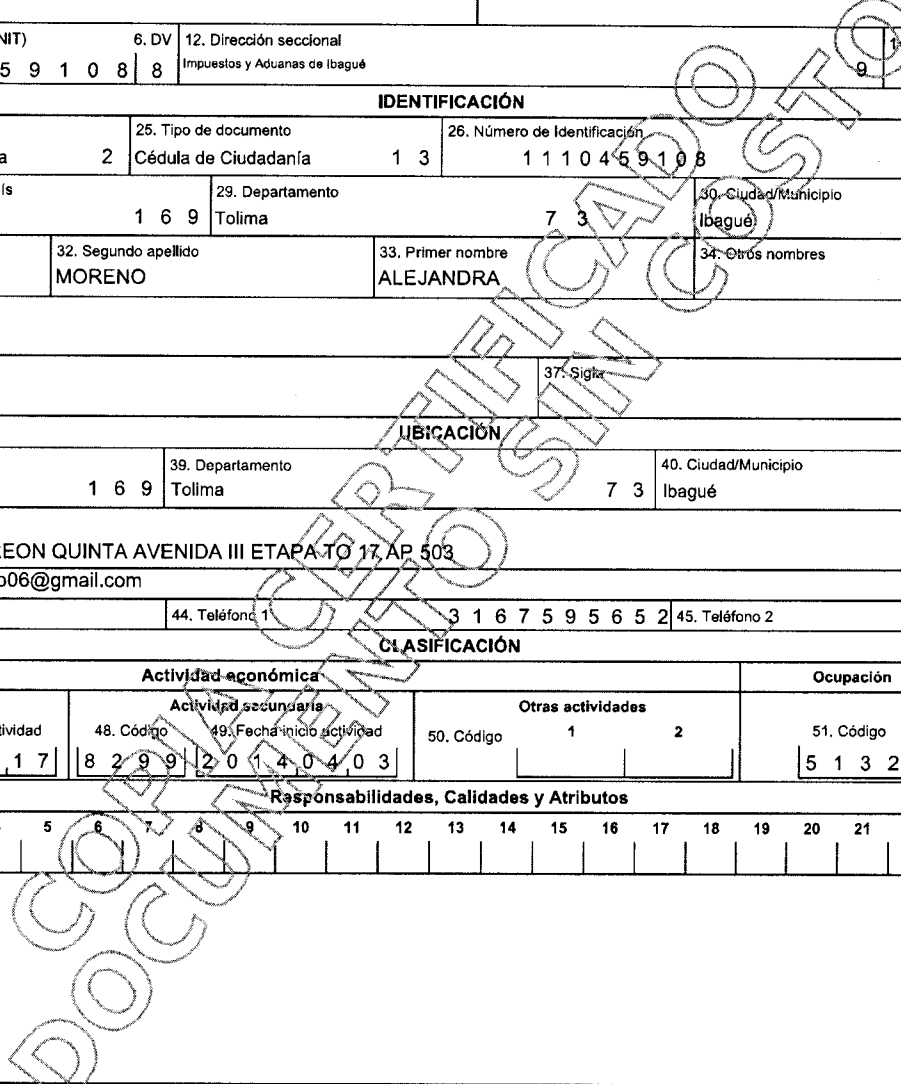 NIT) 6. DV 12. Dirección seccional
5 9 1 0 8 8 Impuestos y Aduanas de Ibagué 9
IDENTIFICACIÓN
25. Tipo de documento 26. Número de Identificación
a 2 Cédula de Ciudadanía 1 3 1 1 1 0 4 5 9 1 0 8
ís 29. Departamento 30. Ciudad/Municipio
1 6 9 Tolima 7 3 Ibagué
32. Segundo apellido 33. Primer nombre 34. Otros nombres
MORENO ALEJANDRA
37. Sigla
UBICACIÓN
39. Departamento 40. Ciudad/Municipio
1 6 9 Tolima 7 3 Ibagué
EON QUINTA AVENIDA III ETAPA TO 17 AP 503
06@gmail.com
44. Teléfono 1 3 1 6 7 5 9 5 6 5 2 45. Teléfono 2
CLASIFICACIÓN
Actividad económica Ocupación
Actividad secundaria Otras actividades
tividad 48. Código 49. Fecha inicio actividad 50. Código 1 2 51. Código
1 7 8 2 9 9 2 0 1 4 0 4 0 3 5 1 3 2
Responsabilidades, Calidades y Atributos
5 6 7 8 9 10 11 12 13 14 15 16 17 18 19 20 21
COPIA CERTIFICADO
DOCUMENTO SIN COSTO